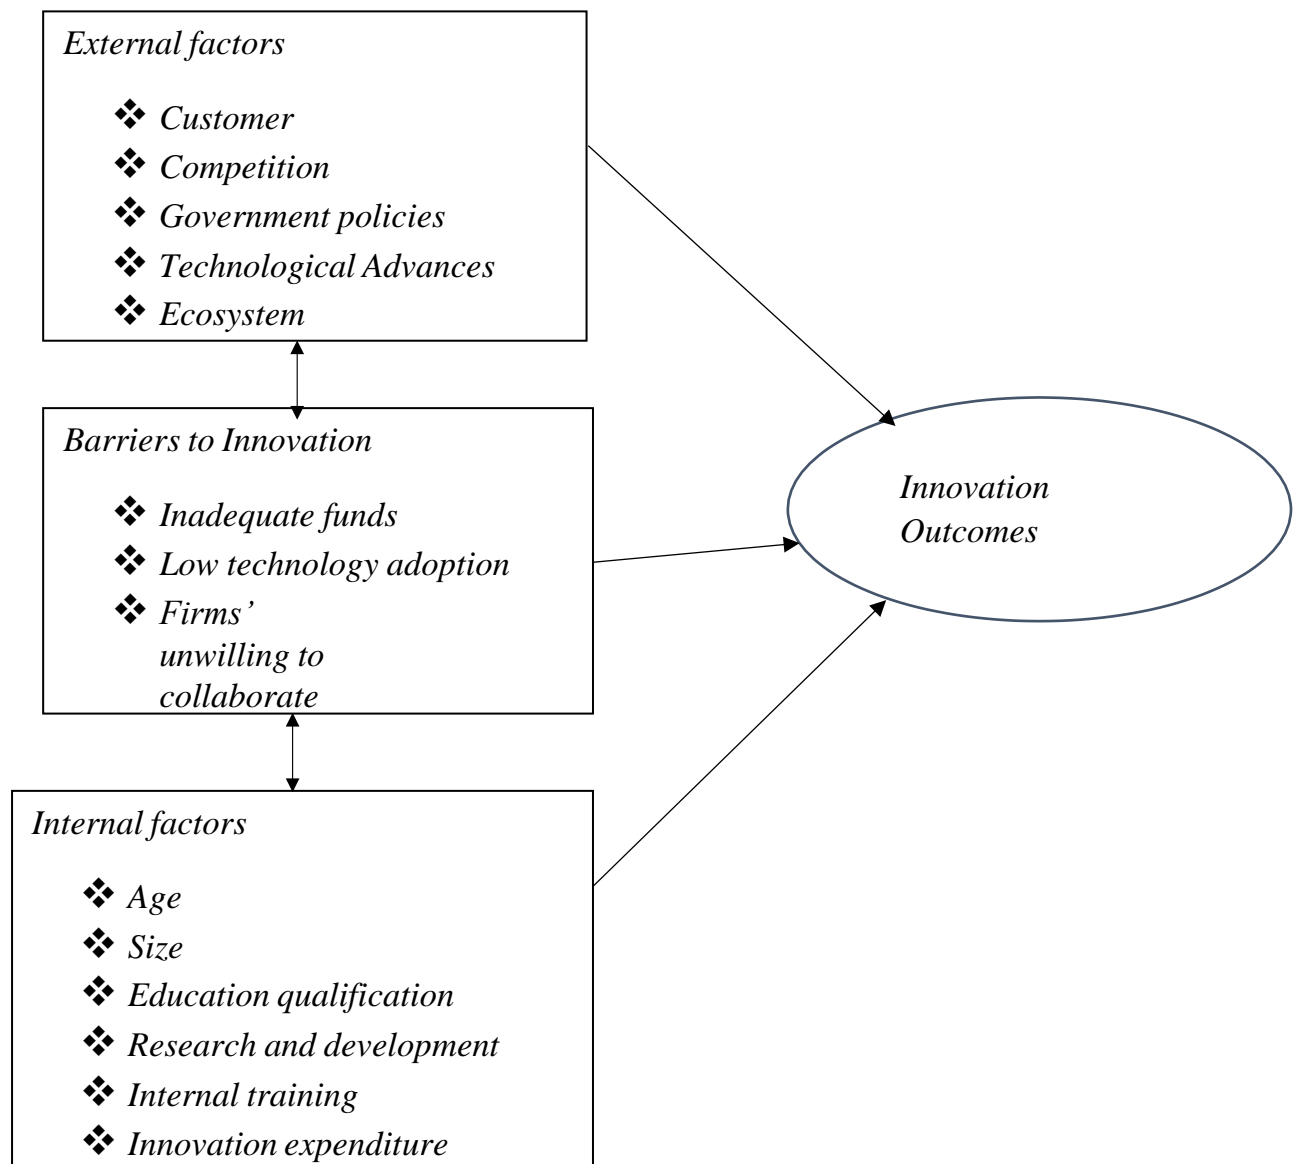 External factors
❖ Customer
❖ Competition
❖ Government policies
❖ Technological Advances
❖ Ecosystem
Barriers to Innovation
❖ Inadequate funds
❖ Low technology adoption
❖ Firms’
unwilling to
collaborate
Innovation
Outcomes
Internal factors
❖ Age
❖ Size
❖ Education qualification
❖ Research and development
❖ Internal training
❖ Innovation expenditure